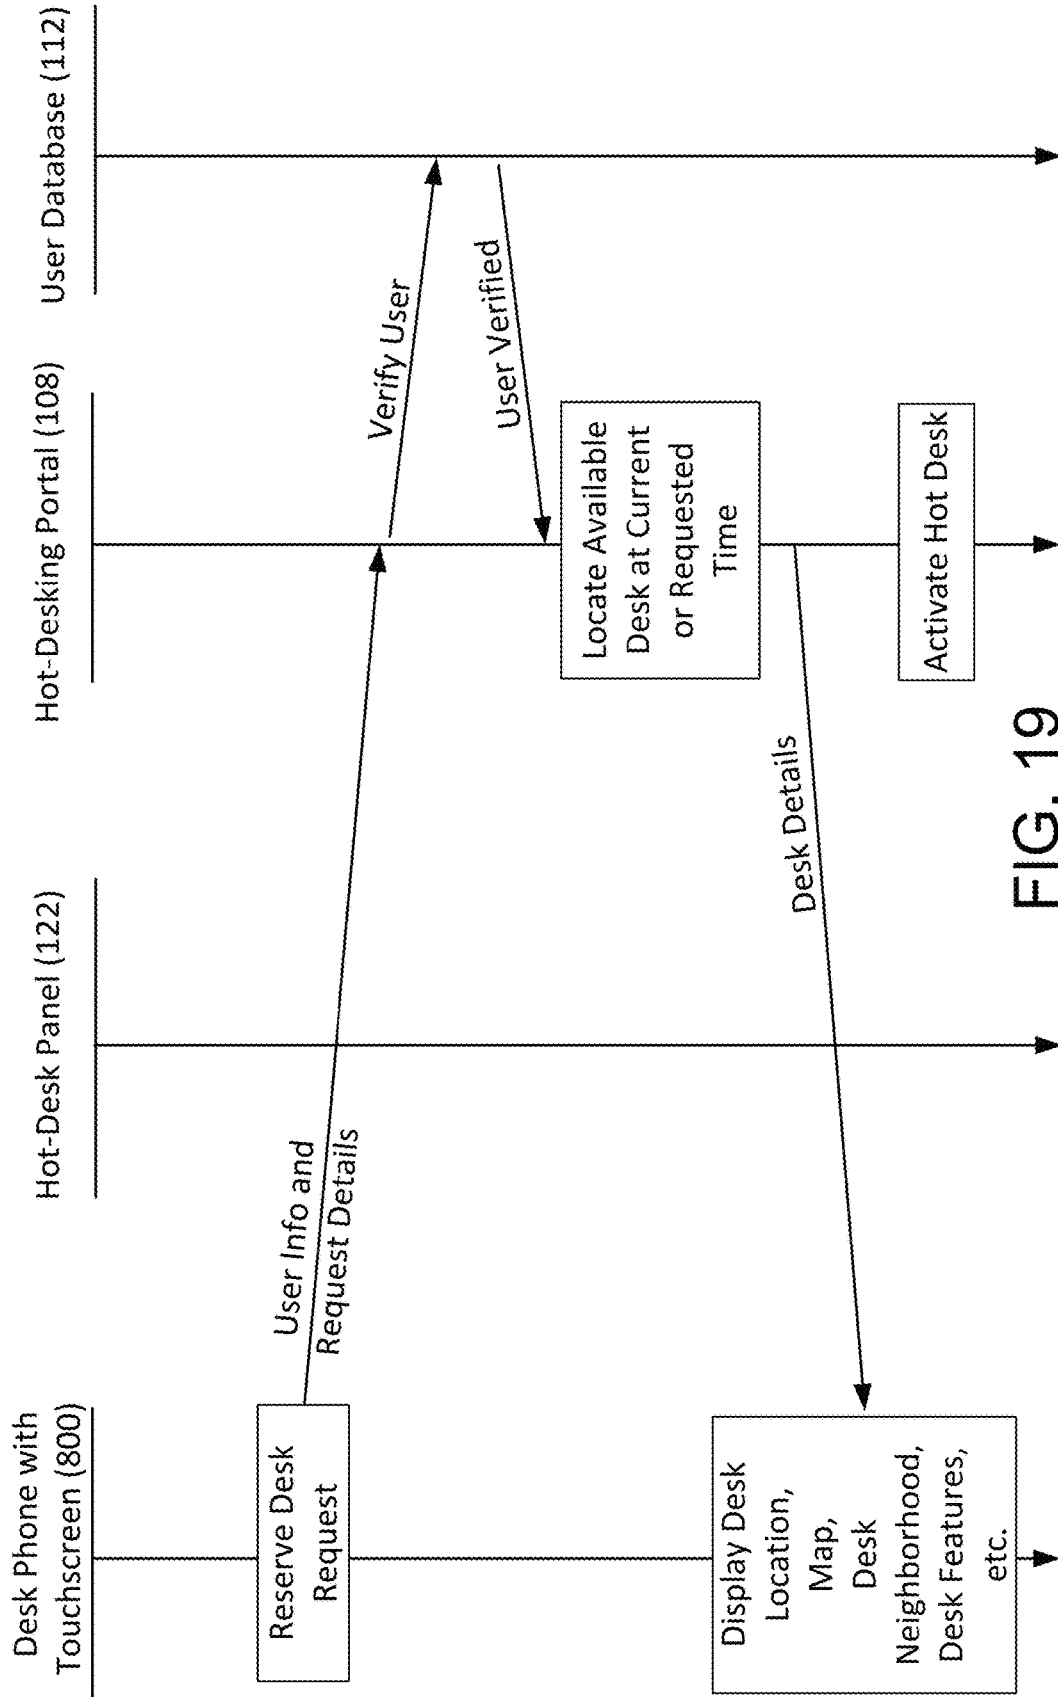 Desk Phone with
Touchscreen (800)
Hot-Desk Panel (122)
Hot-Desking Portal (108)
User Database (112)
Reserve Desk
Request
User Info and
Request Details
Verify User
User Verified
Locate Available
Desk at Current
or Requested
Time
Desk Details
Display Desk
Location,
Map,
Desk
Neighborhood,
Desk Features,
etc.
Activate Hot Desk
FIG. 19